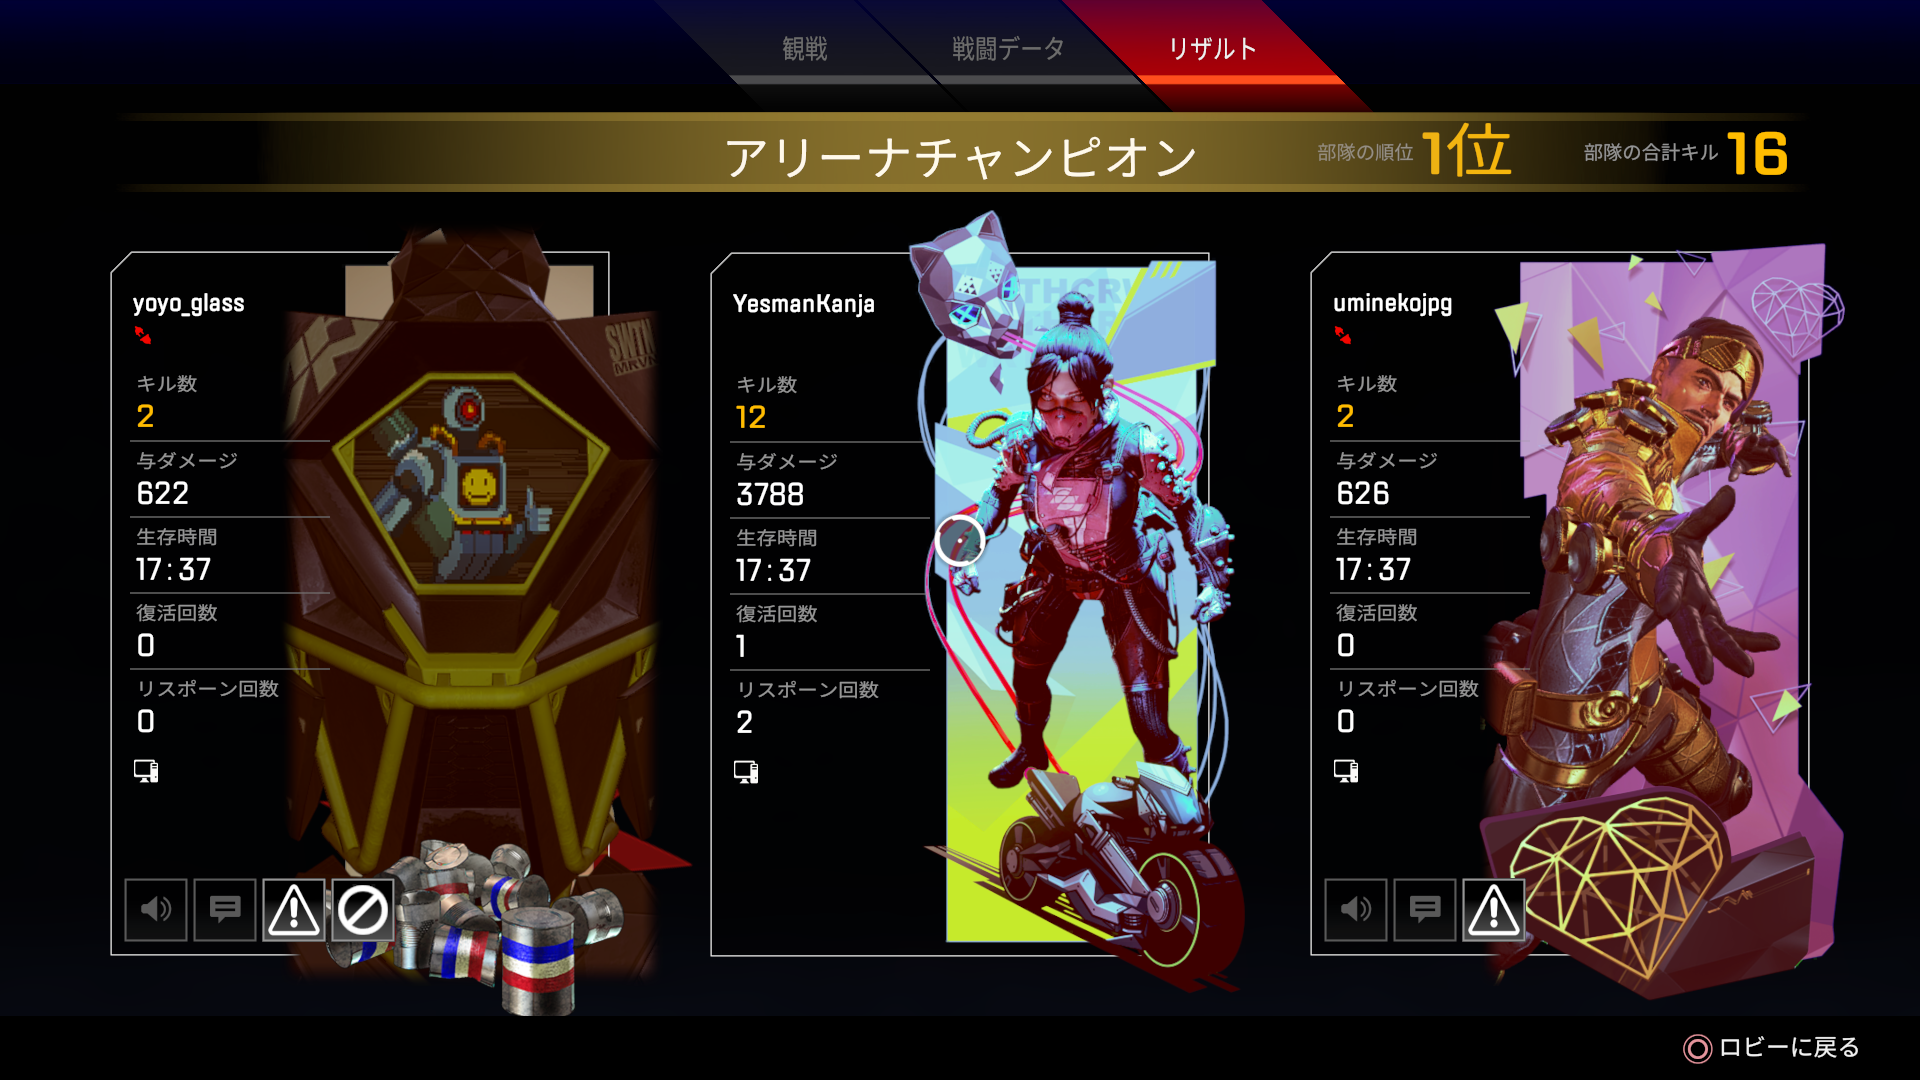 観戦
戦闘データ
リザルト
アリーナチャンピオン
部隊の順位 1位
部隊の合計キル 16
yoyo_glass
キル数
2
与ダメージ
622
生存時間
17:37
復活回数
0
リスポーン回数
0
SWTH
MRVN
YesmanKanja
キル数
12
与ダメージ
3788
生存時間
17:37
復活回数
1
リスポーン回数
2
uminekojpg
キル数
2
与ダメージ
626
生存時間
17:37
復活回数
0
リスポーン回数
0
ロビーに戻る